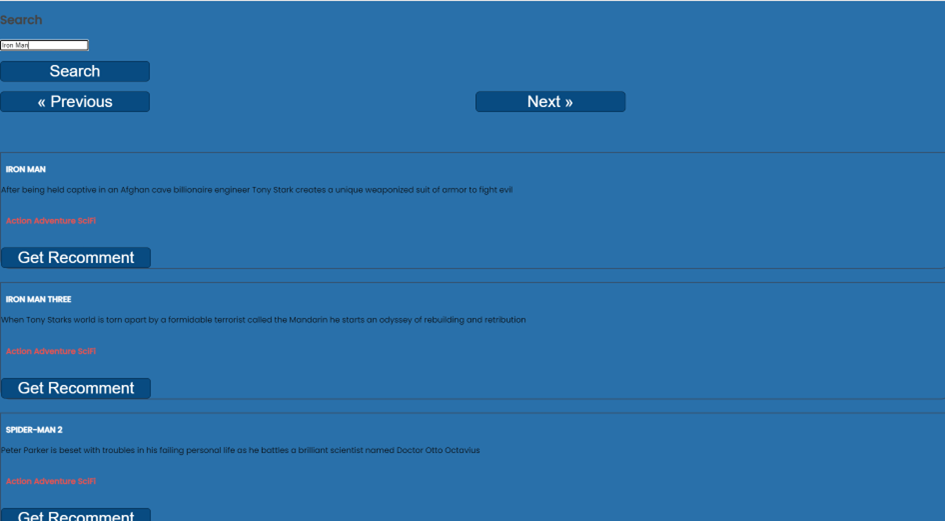 Search
Iron Man
Search
« Previous
Next »
IRON MAN
After being held captive in an Afghan cave billionaire engineer Tony Stark creates a unique weaponized suit of armor to fight evil
Action Adventure SciFi
Get Recomment
IRON MAN THREE
When Tony Starks world is torn apart by a formidable terrorist called the Mandarin he starts an odyssey of rebuilding and retribution
Action Adventure SciFi
Get Recomment
SPIDER-MAN 2
Peter Parker is beset with troubles in his failing personal life as he battles a brilliant scientist named Doctor Otto Octavius
Action Adventure SciFi
Get Recomment